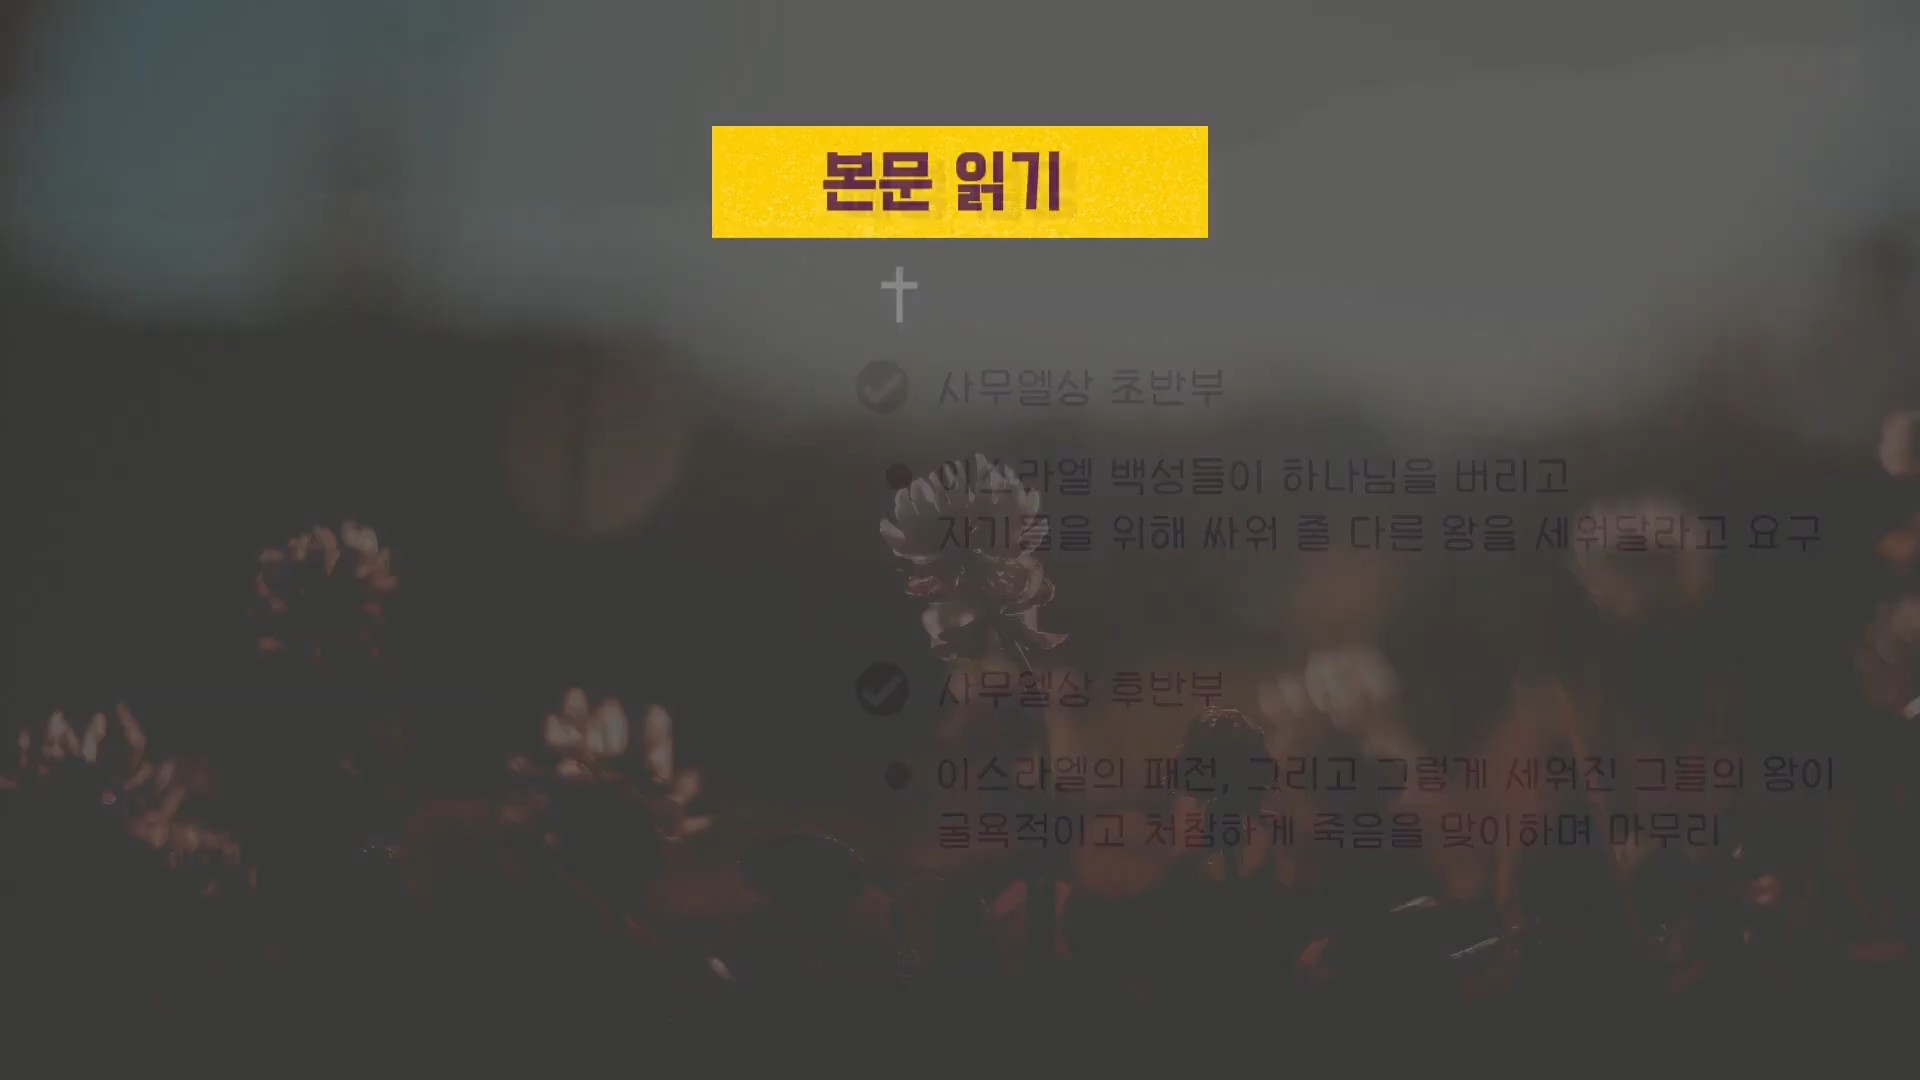 본문 읽기
사무엘상 초반부
이스라엘 백성들이 하나님을 버리고
자기들을 위해 싸워 줄 다른 왕을 세워달라고 요구
사무엘상 후반부
이스라엘의 패전, 그리고 그렇게 세워진 그들의 왕이
굴욕적이고 처참하게 죽음을 맞이하며 마무리